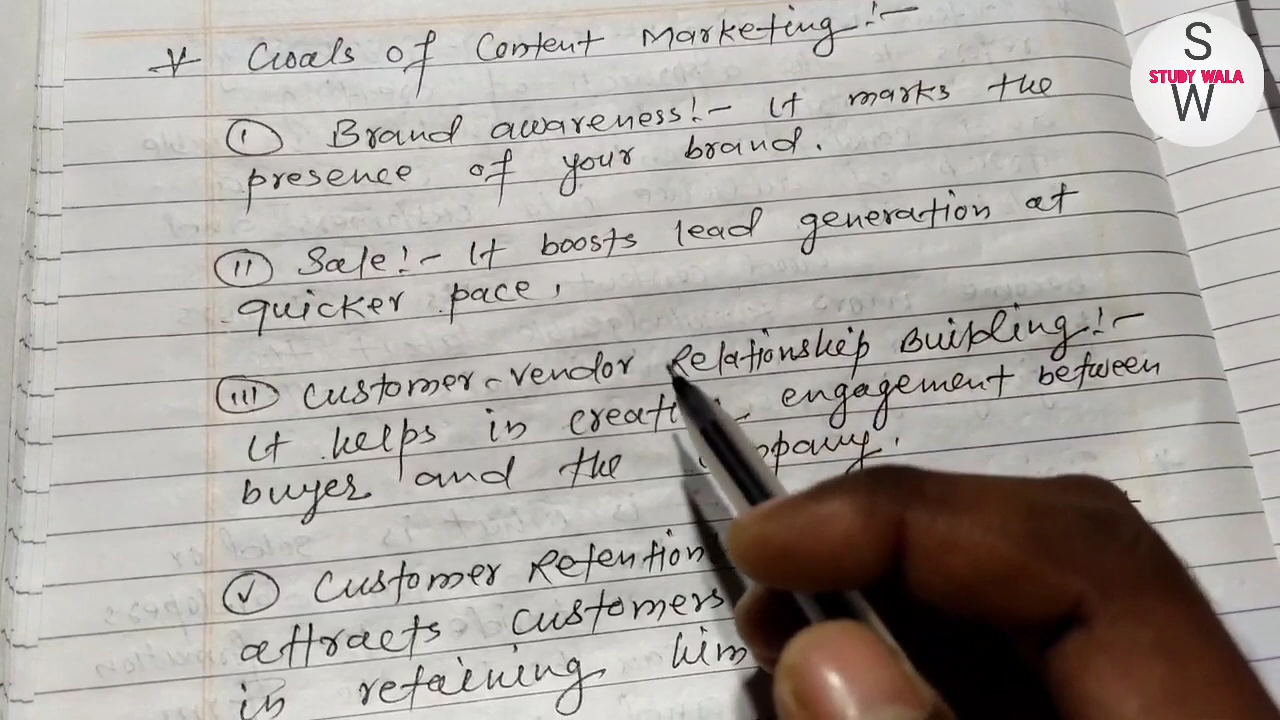 Goals of Content Marketing:-
(I) Brand awareness:- It marks the
presence of your brand.
(II) Sale:- It boosts lead generation at
quicker pace.
(III) Customer-vendor Relationship Building:-
It helps in engagement between
buyer and the
(V) Customer Retention
attracts customers
in retaining him
S
STUDY WALA
W